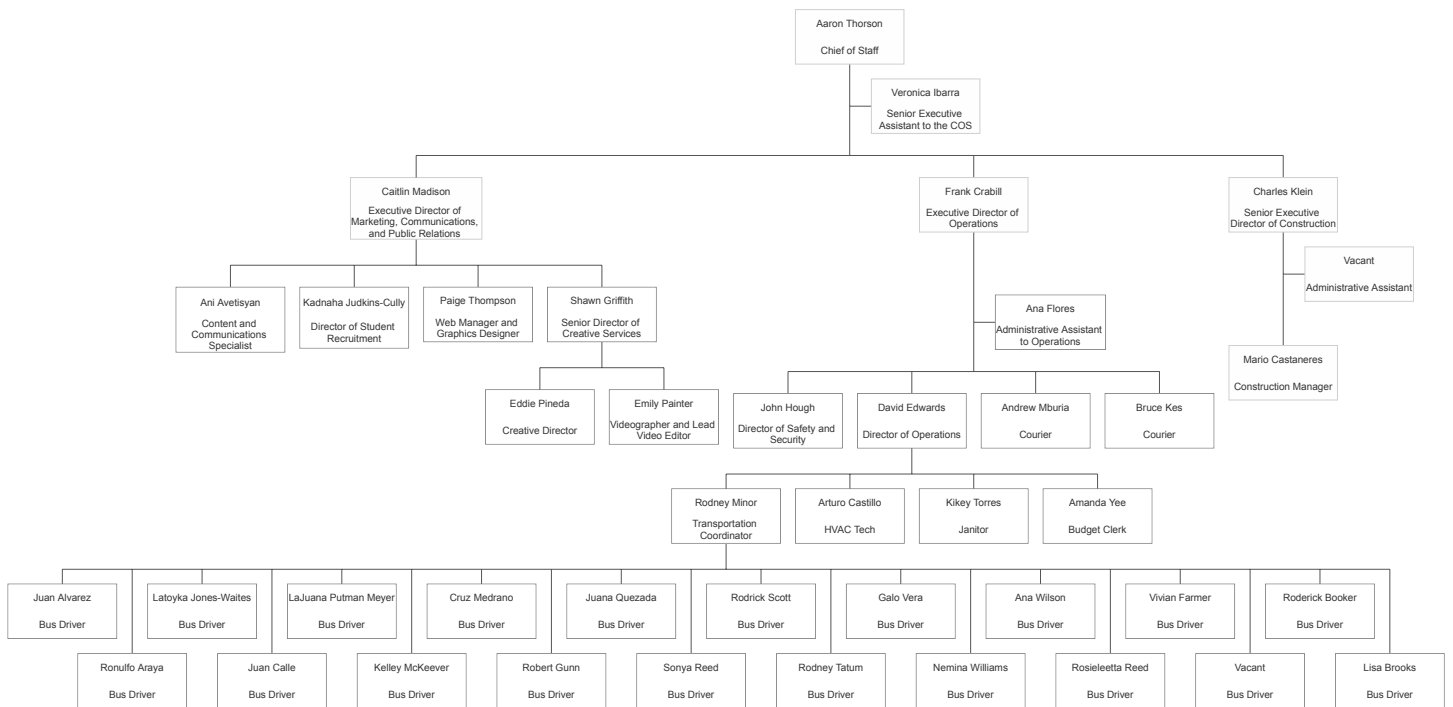 Aaron Thorson
Chief of Staff
Veronica Ibarra
Senior Executive
Assistant to the COS
Caitlin Madison
Executive Director of
Marketing, Communications,
and Public Relations
Frank Crabill
Executive Director of
Operations
Charles Klein
Senior Executive
Director of Construction
Vacant
Administrative Assistant
Ani Avetisyan
Content and
Communications
Specialist
Kadnaha Judkins-Cully
Director of Student
Recruitment
Paige Thompson
Web Manager and
Graphics Designer
Shawn Griffith
Senior Director of
Creative Services
Ana Flores
Administrative Assistant
to Operations
Mario Castaneres
Construction Manager
Eddie Pineda
Creative Director
Emily Painter
Videographer and Lead
Video Editor
John Hough
Director of Safety and
Security
David Edwards
Director of Operations
Andrew Mburia
Courier
Bruce Kes
Courier
Rodney Minor
Transportation
Coordinator
Arturo Castillo
HVAC Tech
Kikey Torres
Janitor
Amanda Yee
Budget Clerk
Juan Alvarez
Bus Driver
Latoyka Jones-Waites
Bus Driver
LaJuana Putman Meyer
Bus Driver
Cruz Medrano
Bus Driver
Juana Quezada
Bus Driver
Rodrick Scott
Bus Driver
Galo Vera
Bus Driver
Ana Wilson
Bus Driver
Vivian Farmer
Bus Driver
Roderick Booker
Bus Driver
Ronulfo Araya
Bus Driver
Juan Calle
Bus Driver
Kelley McKeever
Bus Driver
Robert Gunn
Bus Driver
Sonya Reed
Bus Driver
Rodney Tatum
Bus Driver
Nemina Williams
Bus Driver
Rosieleetta Reed
Bus Driver
Vacant
Bus Driver
Lisa Brooks
Bus Driver